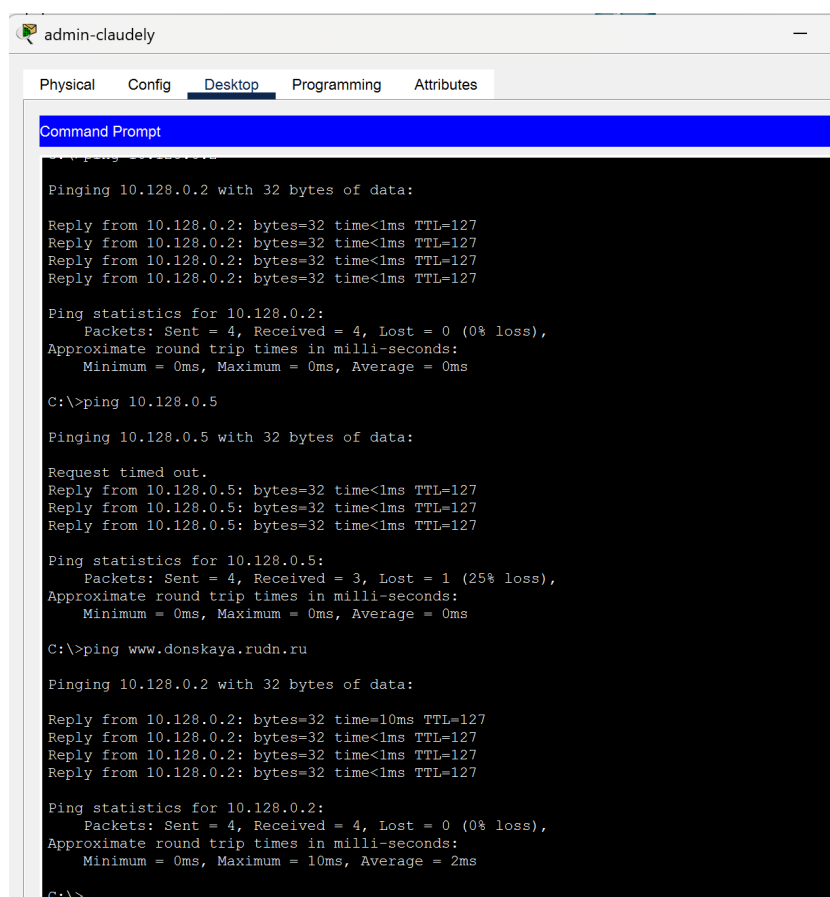 admin-claudely
Physical Config Desktop Programming Attributes
Command Prompt
Pinging 10.128.0.2 with 32 bytes of data:
Reply from 10.128.0.2: bytes=32 time<1ms TTL=127
Reply from 10.128.0.2: bytes=32 time<1ms TTL=127
Reply from 10.128.0.2: bytes=32 time<1ms TTL=127
Reply from 10.128.0.2: bytes=32 time<1ms TTL=127
Ping statistics for 10.128.0.2:
Packets: Sent = 4, Received = 4, Lost = 0 (0% loss),
Approximate round trip times in milli-seconds:
Minimum = 0ms, Maximum = 0ms, Average = 0ms
C:\>ping 10.128.0.5
Pinging 10.128.0.5 with 32 bytes of data:
Request timed out.
Reply from 10.128.0.5: bytes=32 time<1ms TTL=127
Reply from 10.128.0.5: bytes=32 time<1ms TTL=127
Reply from 10.128.0.5: bytes=32 time<1ms TTL=127
Ping statistics for 10.128.0.5:
Packets: Sent = 4, Received = 3, Lost = 1 (25% loss),
Approximate round trip times in milli-seconds:
Minimum = 0ms, Maximum = 0ms, Average = 0ms
C:\>ping www.donskaya.rudn.ru
Pinging 10.128.0.2 with 32 bytes of data:
Reply from 10.128.0.2: bytes=32 time=10ms TTL=127
Reply from 10.128.0.2: bytes=32 time<1ms TTL=127
Reply from 10.128.0.2: bytes=32 time<1ms TTL=127
Reply from 10.128.0.2: bytes=32 time<1ms TTL=127
Ping statistics for 10.128.0.2:
Packets: Sent = 4, Received = 4, Lost = 0 (0% loss),
Approximate round trip times in milli-seconds:
Minimum = 0ms, Maximum = 10ms, Average = 2ms
C:\>